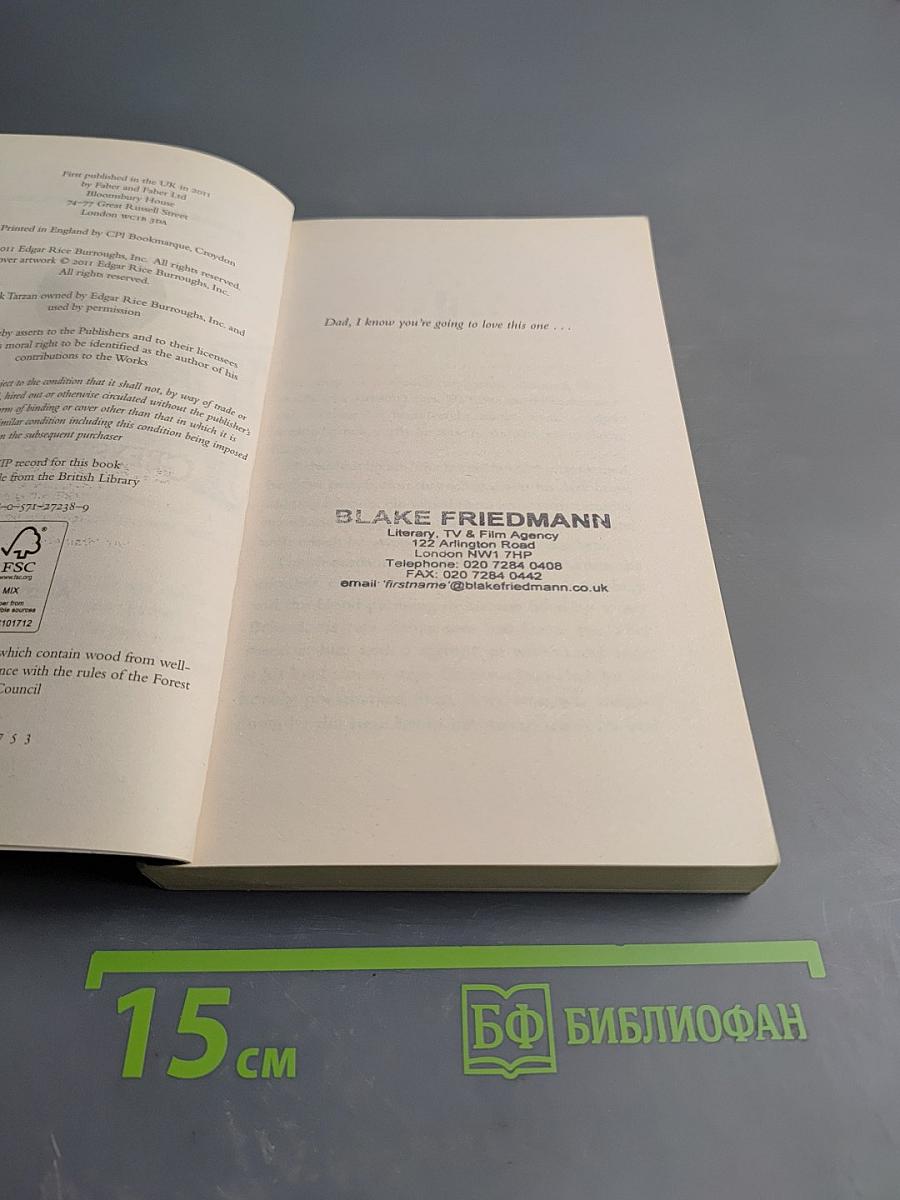 First published in the UK in 2011
by Faber and Faber Ltd
Bloomsbury House
74–77 Great Russell Street
London WC1B 3DA
Printed in England by CPI Bookmarque, Croydon
Edgar Rice Burroughs, Inc. All rights reserved.
artwork © 2011 Edgar Rice Burroughs, Inc.
All rights reserved.
Tarzan owned by Edgar Rice Burroughs, Inc. and
used by permission
asserts to the Publishers and to their licensees
moral right to be identified as the author of his
contributions to the Works
to the condition that it shall not, by way of trade or
hired out or otherwise circulated without the publisher's
of binding or cover other than that in which it is
condition including this condition being imposed
the subsequent purchaser
record for this book
from the British Library
-0-571-27238-9
FSC
www.fsc.org
MIX
from
sources
101712
which contain wood from well-
with the rules of the Forest
Council
7 5 3
Dad, I know you're going to love this one . . .
BLAKE FRIEDMANN
Literary, TV & Film Agency
122 Arlington Road
London NW1 7HP
Telephone: 020 7284 0408
FAX: 020 7284 0442
email: 'firstname'@blakefriedmann.co.uk
15 см
БФ БИБЛИОФАН